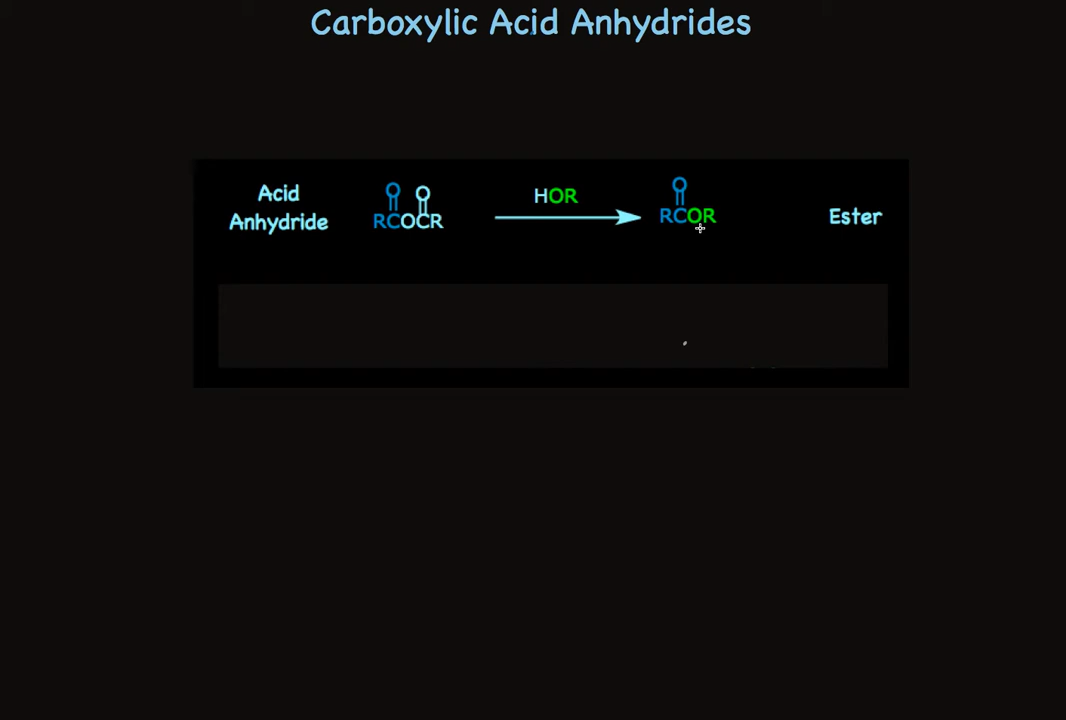 Carboxylic Acid Anhydrides
Acid
Anhydride
O O
RCOCR
HOR
O
RCOR
Ester